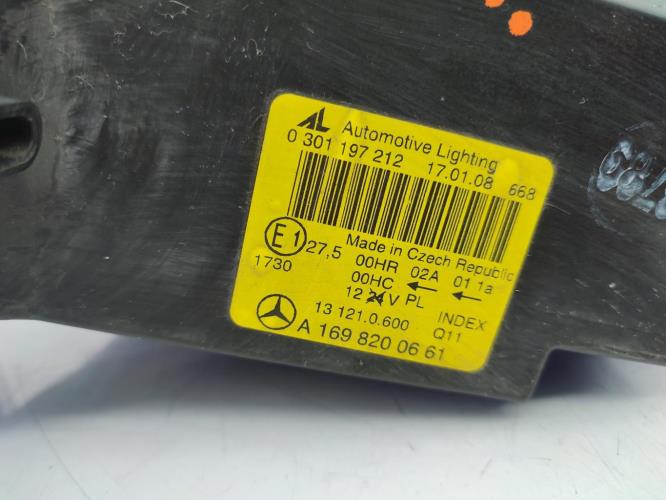 AL Automotive Lighting
0 301 197 212 17.01.08 668
Made in Czech Republic
E1 27,5 00HR 02A 01 1a
1730 00HC ← ←
12 24 V PL
13 121.0.600 INDEX
A 169 820 06 61 Q11